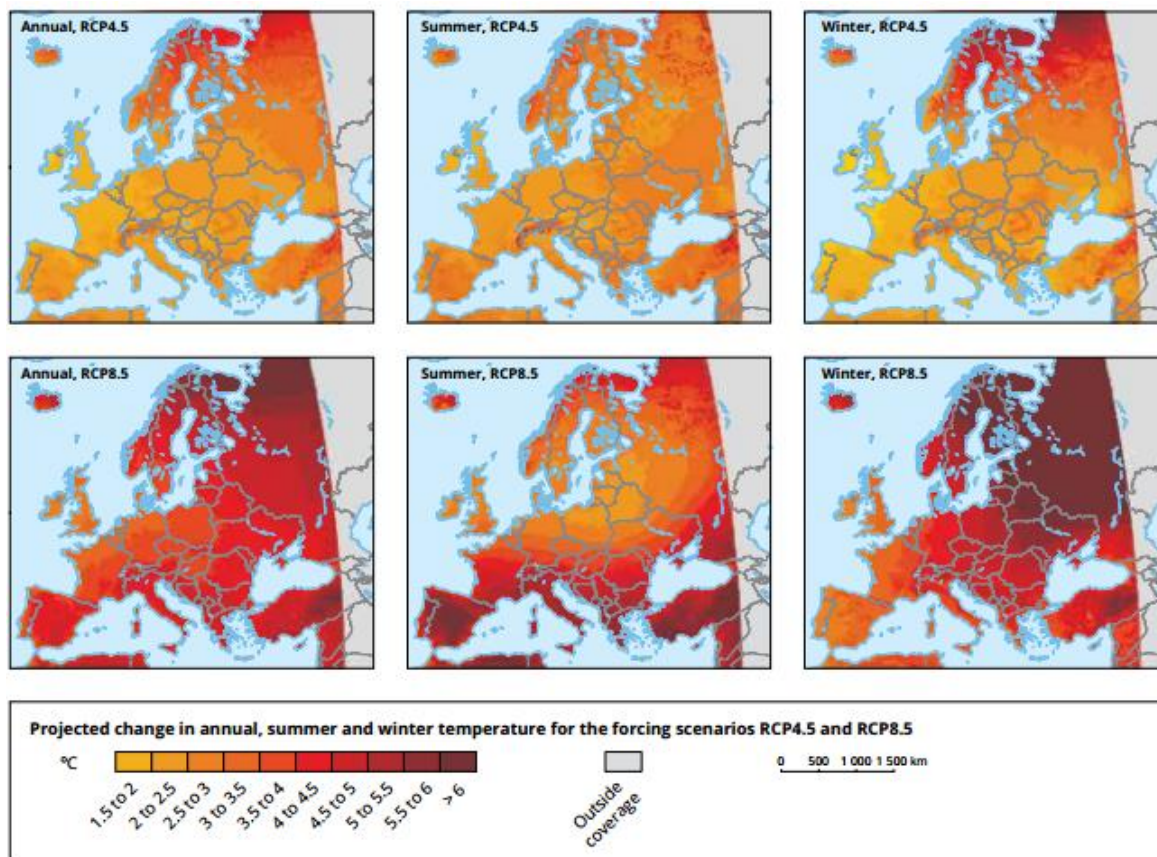 Annual, RCP4.5
Summer, RCP4.5
Winter, RCP4.5
Annual, RCP8.5
Summer, RCP8.5
Winter, RCP8.5
Projected change in annual, summer and winter temperature for the forcing scenarios RCP4.5 and RCP8.5
°C
1.5 to 2
2 to 2.5
2.5 to 3
3 to 3.5
3.5 to 4
4 to 4.5
4.5 to 5
5 to 5.5
5.5 to 6
> 6
Outside
coverage
0 500 1 000 1 500 km